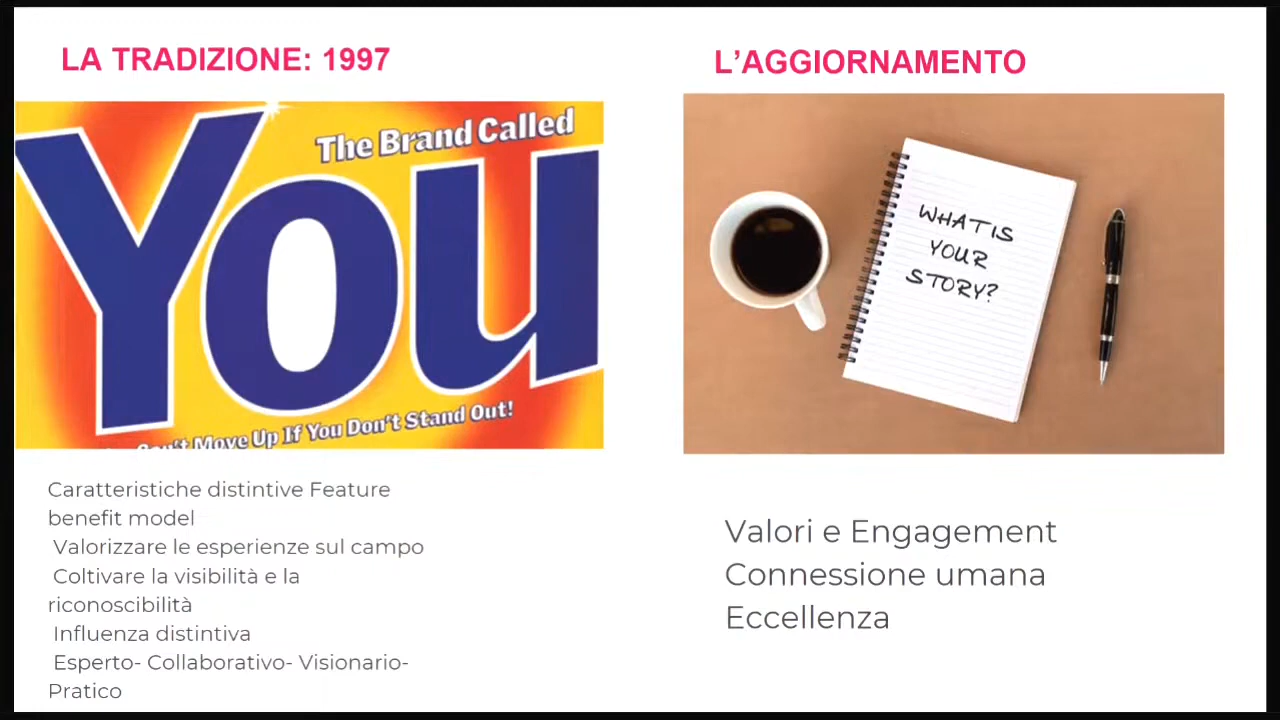 LA TRADIZIONE: 1997
The Brand Called
You
Move Up If You Don't Stand Out!
Caratteristiche distintive Feature
benefit model
Valorizzare le esperienze sul campo
Coltivare la visibilità e la
riconoscibilità
Influenza distintiva
Esperto- Collaborativo- Visionario-
Pratico
L'AGGIORNAMENTO
WHAT IS
YOUR
STORY?
Valori e Engagement
Connessione umana
Eccellenza